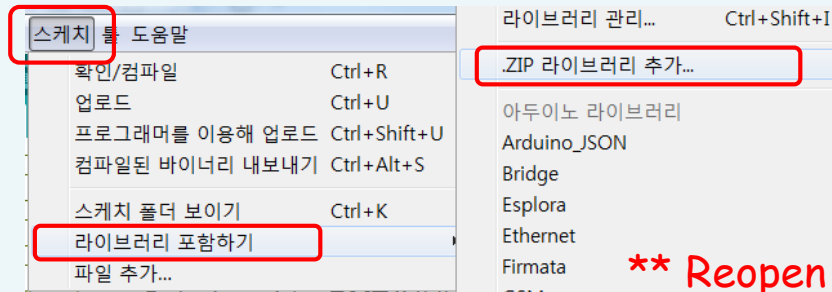 스케치 툴 도움말
확인/컴파일 Ctrl+R
업로드 Ctrl+U
프로그래머를 이용해 업로드 Ctrl+Shift+U
컴파일된 바이너리 내보내기 Ctrl+Alt+S
스케치 폴더 보이기 Ctrl+K
라이브러리 포함하기
파일 추가...
라이브러리 관리... Ctrl+Shift+I
.ZIP 라이브러리 추가...
아두이노 라이브러리
Arduino_JSON
Bridge
Esplora
Ethernet
Firmata
** Reopen